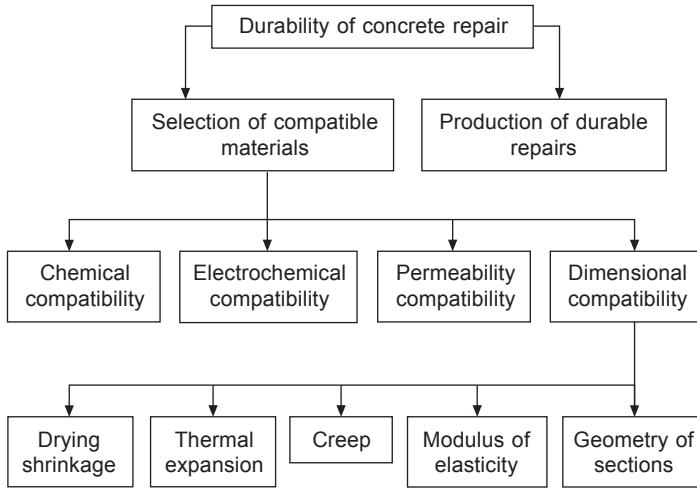 Durability of concrete repair
Selection of compatible
materials
Production of durable
repairs
Chemical
compatibility
Electrochemical
compatibility
Permeability
compatibility
Dimensional
compatibility
Drying
shrinkage
Thermal
expansion
Creep
Modulus of
elasticity
Geometry of
sections